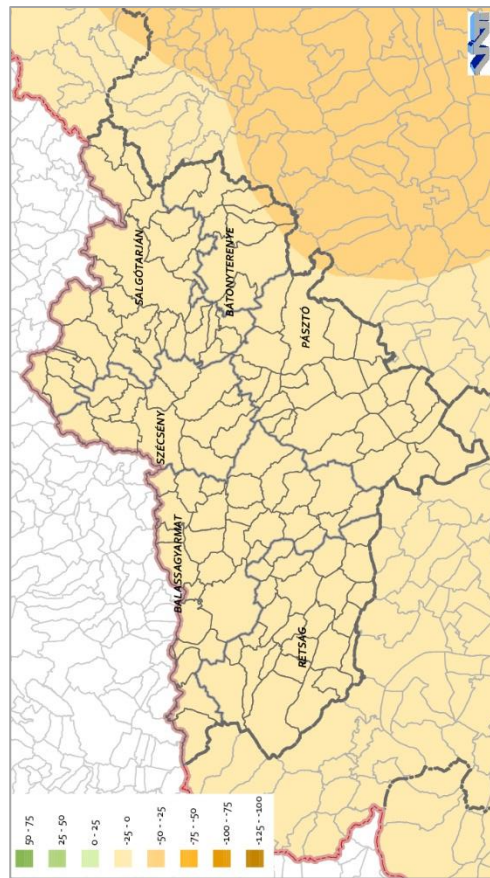 50 - 75
25 - 50
0 - 25
-25 - 0
-50 - -25
-75 - -50
-100 - -75
-125 - -100
SALGÓTARJÁN
SZÉCSÉNY
BÁTONYTERENYE
BALASSAGYARMAT
PÁSZTÓ
RÉTSÁG